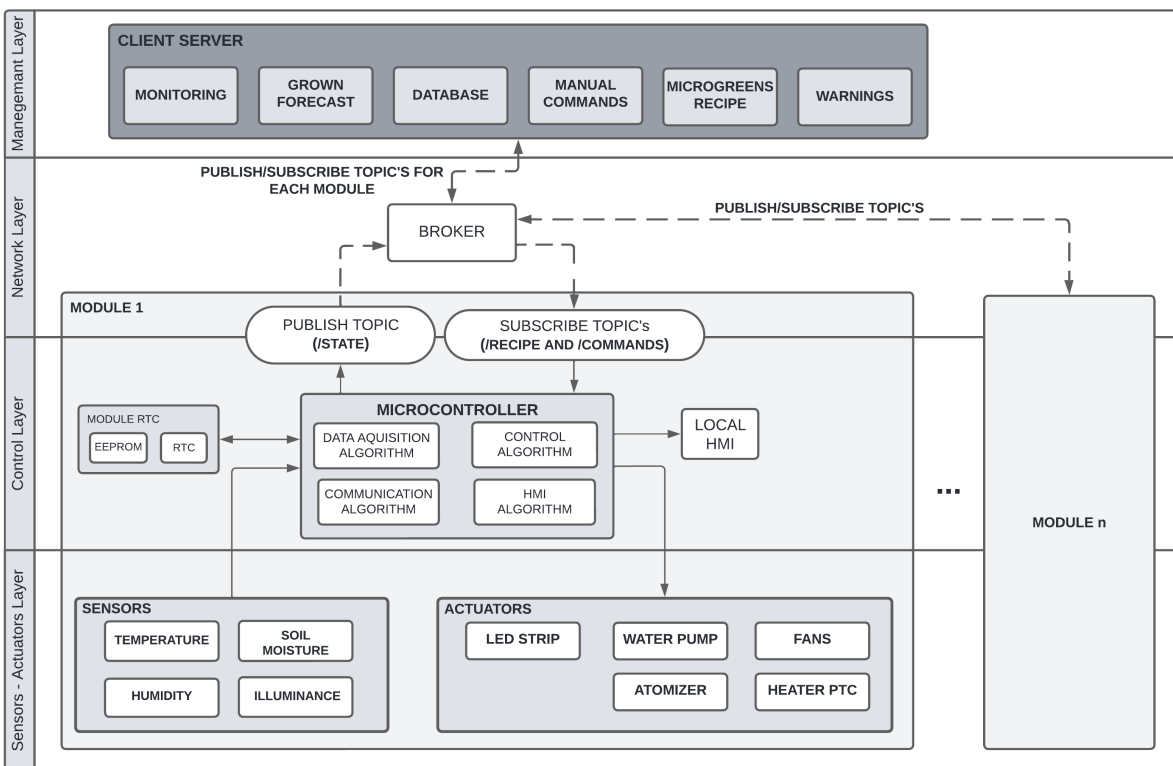 Manegemant Layer
CLIENT SERVER
MONITORING
GROWN
FORECAST
DATABASE
MANUAL
COMMANDS
MICROGREENS
RECIPE
WARNINGS
Network Layer
PUBLISH/SUBSCRIBE TOPIC'S FOR
EACH MODULE
BROKER
PUBLISH/SUBSCRIBE TOPIC'S
MODULE 1
PUBLISH TOPIC
(/STATE)
SUBSCRIBE TOPIC's
(/RECIPE AND /COMMANDS)
Control Layer
MODULE RTC
EEPROM
RTC
MICROCONTROLLER
DATA AQUISITION
ALGORITHM
CONTROL
ALGORITHM
COMMUNICATION
ALGORITHM
HMI
ALGORITHM
LOCAL
HMI
...
MODULE n
Sensors - Actuators Layer
SENSORS
TEMPERATURE
SOIL
MOISTURE
HUMIDITY
ILLUMINANCE
ACTUATORS
LED STRIP
WATER PUMP
FANS
ATOMIZER
HEATER PTC